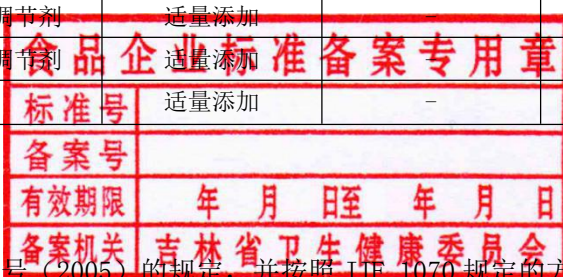 调节剂 适量添加 -
食品企业标准备案专用章
调节剂 适量添加 -
标准号 适量添加 -
备案号
有效期限 年 月 日至 年 月 日
备案机关 吉林省卫生健康委员会
号（2005）的规定，并按照 JJF 1070 规定的方